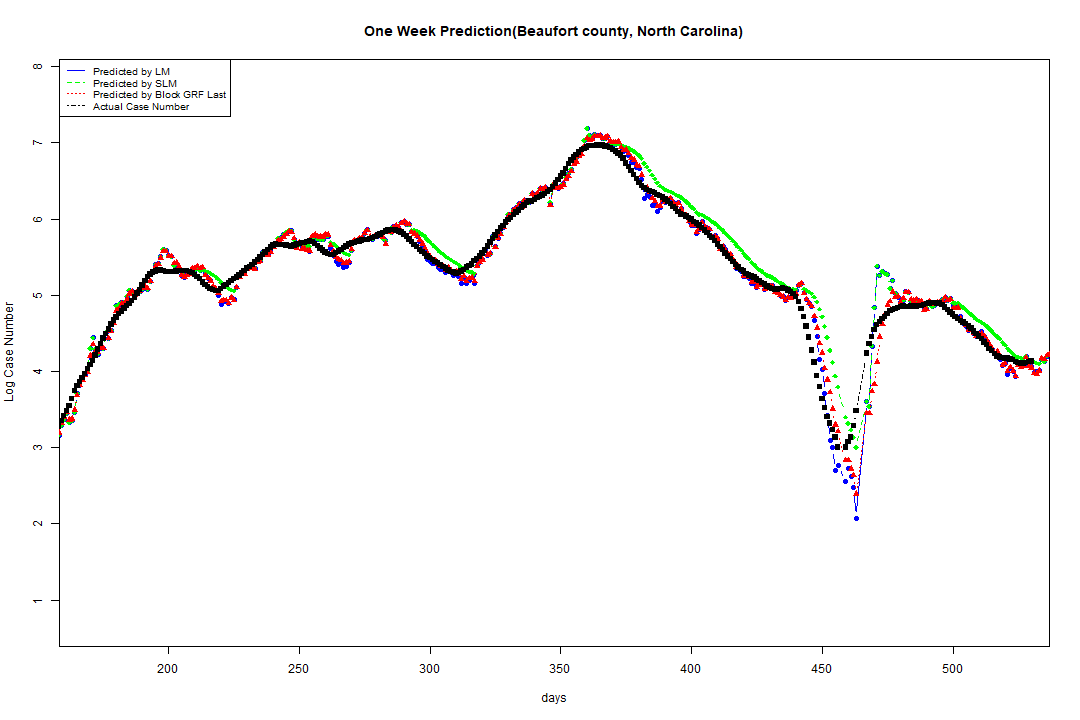 One Week Prediction(Beaufort county, North Carolina)
Predicted by LM
Predicted by SLM
Predicted by Block GRF Last
Actual Case Number
8
7
6
5
4
3
2
1
Log Case Number
200 250 300 350 400 450 500
days